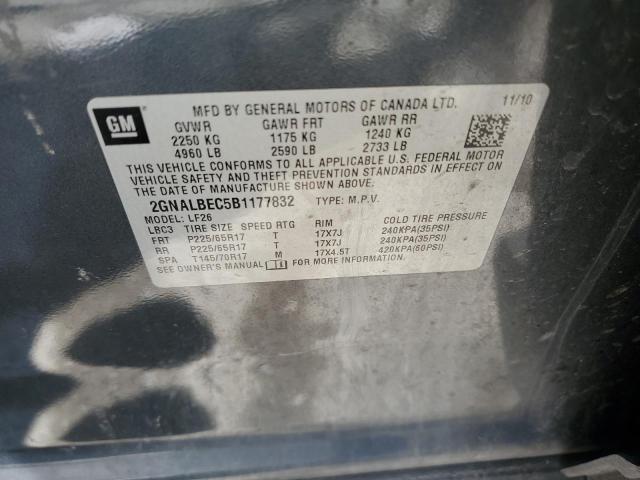 GM
MFD BY GENERAL MOTORS OF CANADA LTD. 11/10
GVWR GAWR FRT GAWR RR
2250 KG 1175 KG 1240 KG
4960 LB 2590 LB 2733 LB
THIS VEHICLE CONFORMS TO ALL APPLICABLE U.S. FEDERAL MOTOR
VEHICLE SAFETY AND THEFT PREVENTION STANDARDS IN EFFECT ON
THE DATE OF MANUFACTURE SHOWN ABOVE.
2GNALBEC5B1177832 TYPE: M.P.V.
MODEL: LF26
LBC3 TIRE SIZE SPEED RTG RIM COLD TIRE PRESSURE
FRT P225/65R17 T 17X7J 240KPA(35PSI)
RR P225/65R17 T 17X7J 240KPA(35PSI)
SPA T145/70R17 17X4.5T 420KPA(60PSI)
SEE OWNER'S MANUAL